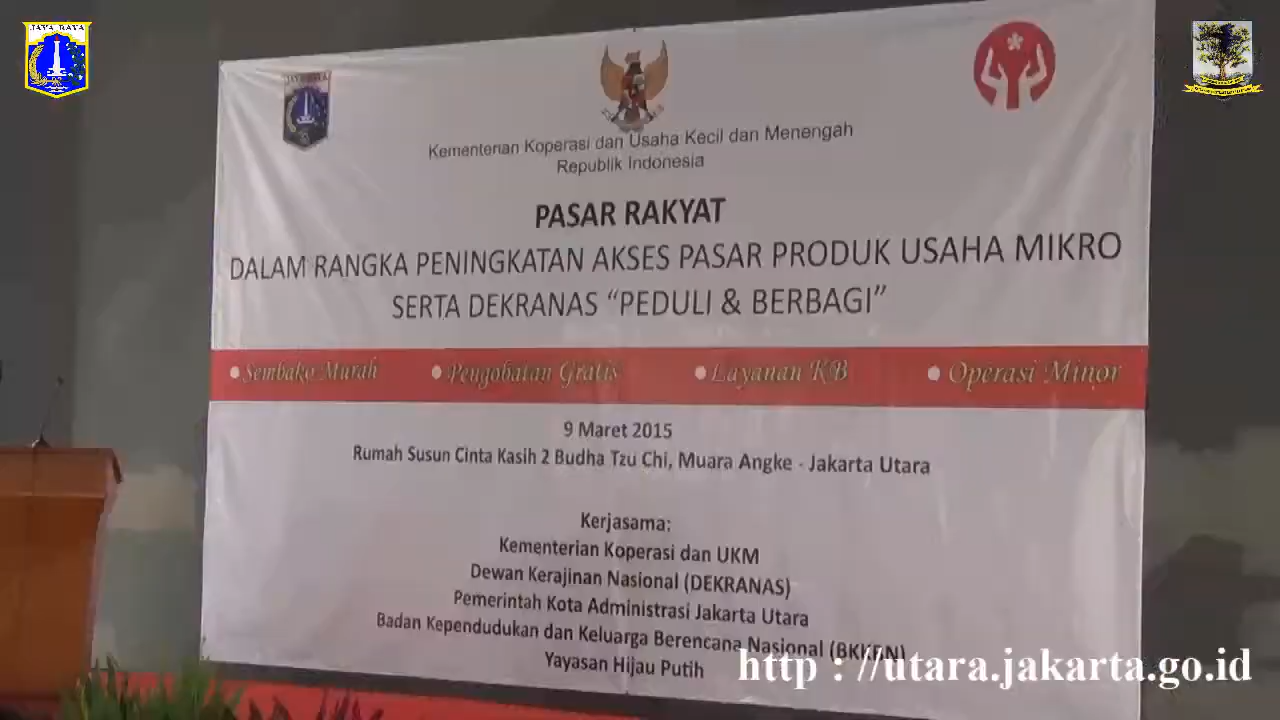 JAYA RAYA
Kementerian Koperasi dan Usaha Kecil dan Menengah
Republik Indonesia
PASAR RAKYAT
DALAM RANGKA PENINGKATAN AKSES PASAR PRODUK USAHA MIKRO
SERTA DEKRANAS “PEDULI & BERBAGI”
• Sembako Murah • Pengobatan Gratis • Layanan KB • Operasi Minor
9 Maret 2015
Rumah Susun Cinta Kasih 2 Budha Tzu Chi, Muara Angke - Jakarta Utara
Kerjasama:
Kementerian Koperasi dan UKM
Dewan Kerajinan Nasional (DEKRANAS)
Pemerintah Kota Administrasi Jakarta Utara
Badan Kependudukan dan Keluarga Berencana Nasional (BKKBN)
Yayasan Hijau Putih
http : //utara.jakarta.go.id